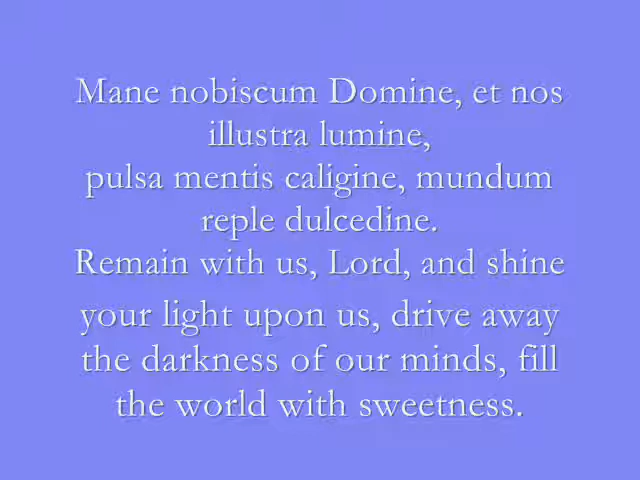 Mane nobiscum Domine, et nos
illustra lumine,
pulsa mentis caligine, mundum
reple dulcedine.
Remain with us, Lord, and shine
your light upon us, drive away
the darkness of our minds, fill
the world with sweetness.